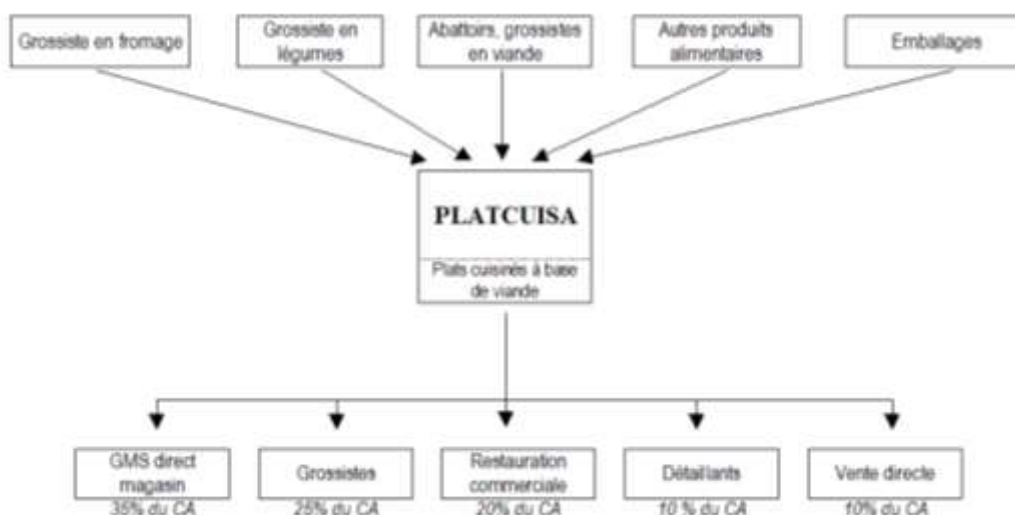 Grossiste en fromage
Grossiste en
légumes
Abattoirs, grossistes
en viande
Autres produits
alimentaires
Emballages
PLATCUISA
Plats cuisinés à base
de viande
GMS direct
magasin
35% du CA
Grossistes
25% du CA
Restauration
commerciale
20% du CA
Détaillants
10 % du CA
Vente directe
10% du CA